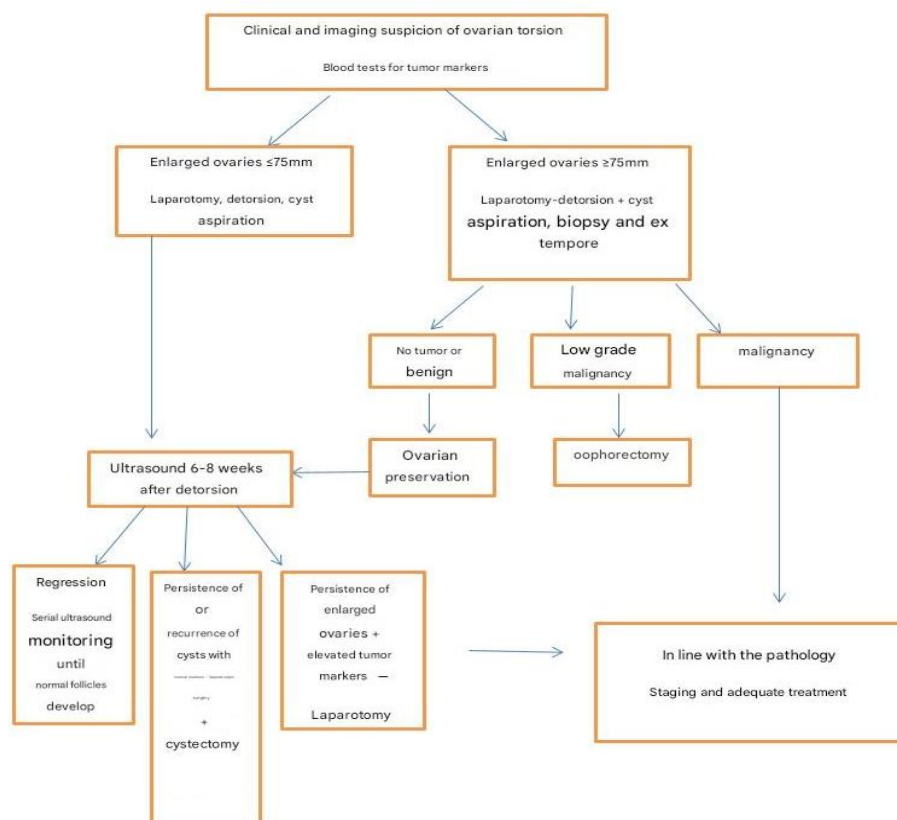 Clinical and imaging suspicion of ovarian torsion
Blood tests for tumor markers
Enlarged ovaries ≤75mm
Laparotomy, detorsion, cyst
aspiration
Enlarged ovaries ≥75mm
Laparotomy-detorsion + cyst
aspiration, biopsy and ex
tempore
No tumor or
benign
Low grade
malignancy
malignancy
Ovarian
preservation
oophorectomy
Ultrasound 6-8 weeks
after detorsion
Regression
Serial ultrasound
monitoring
until
normal follicles
develop
Persistence of
or
recurrence of
cysts with
surgery
+
cystectomy
Persistence of
enlarged
ovaries +
elevated tumor
markers –
Laparotomy
In line with the pathology
Staging and adequate treatment